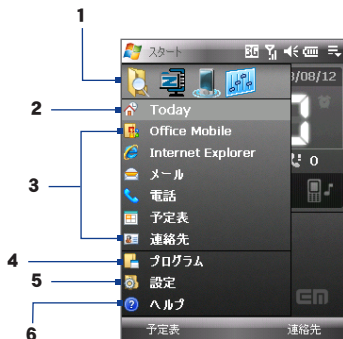 1
スタート
3G
3/08/12
2
Today
Office Mobile
Internet Explorer
0
3
メール
電話
予定表
連絡先
4
プログラム
5
設定
ヘルプ
6
予定表
連絡先